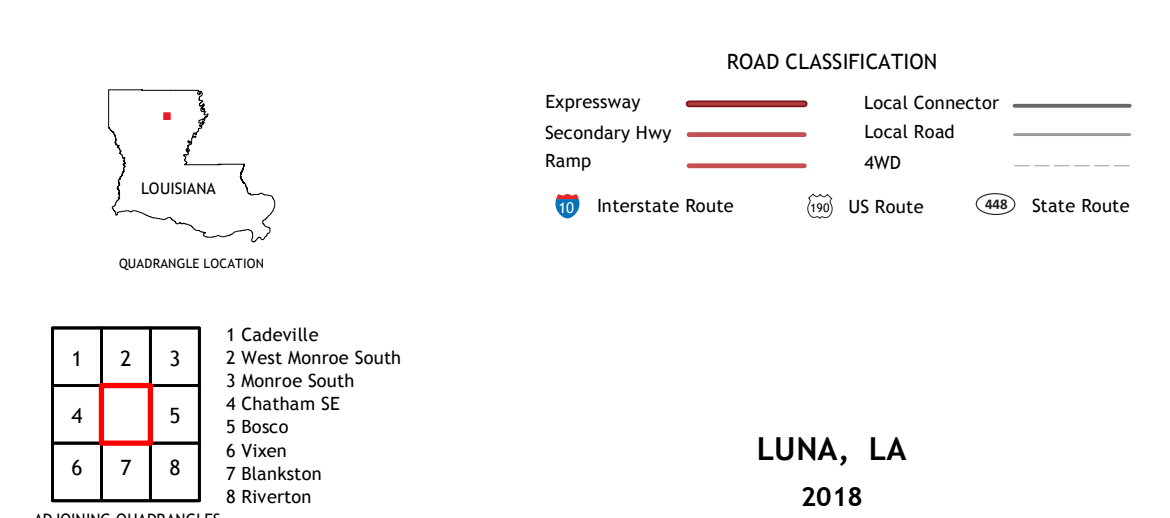 ROAD CLASSIFICATION
Expressway
Local Connector
Secondary Hwy
Local Road
Ramp
4WD
10 Interstate Route
190 US Route
448 State Route
LOUISIANA
QUADRANGLE LOCATION
1 2 3
4 5
6 7 8
1 Cadeville
2 West Monroe South
3 Monroe South
4 Chatham SE
5 Bosco
6 Vixen
7 Blankston
8 Riverton
ADJOINING QUADRANGLES
LUNA, LA
2018